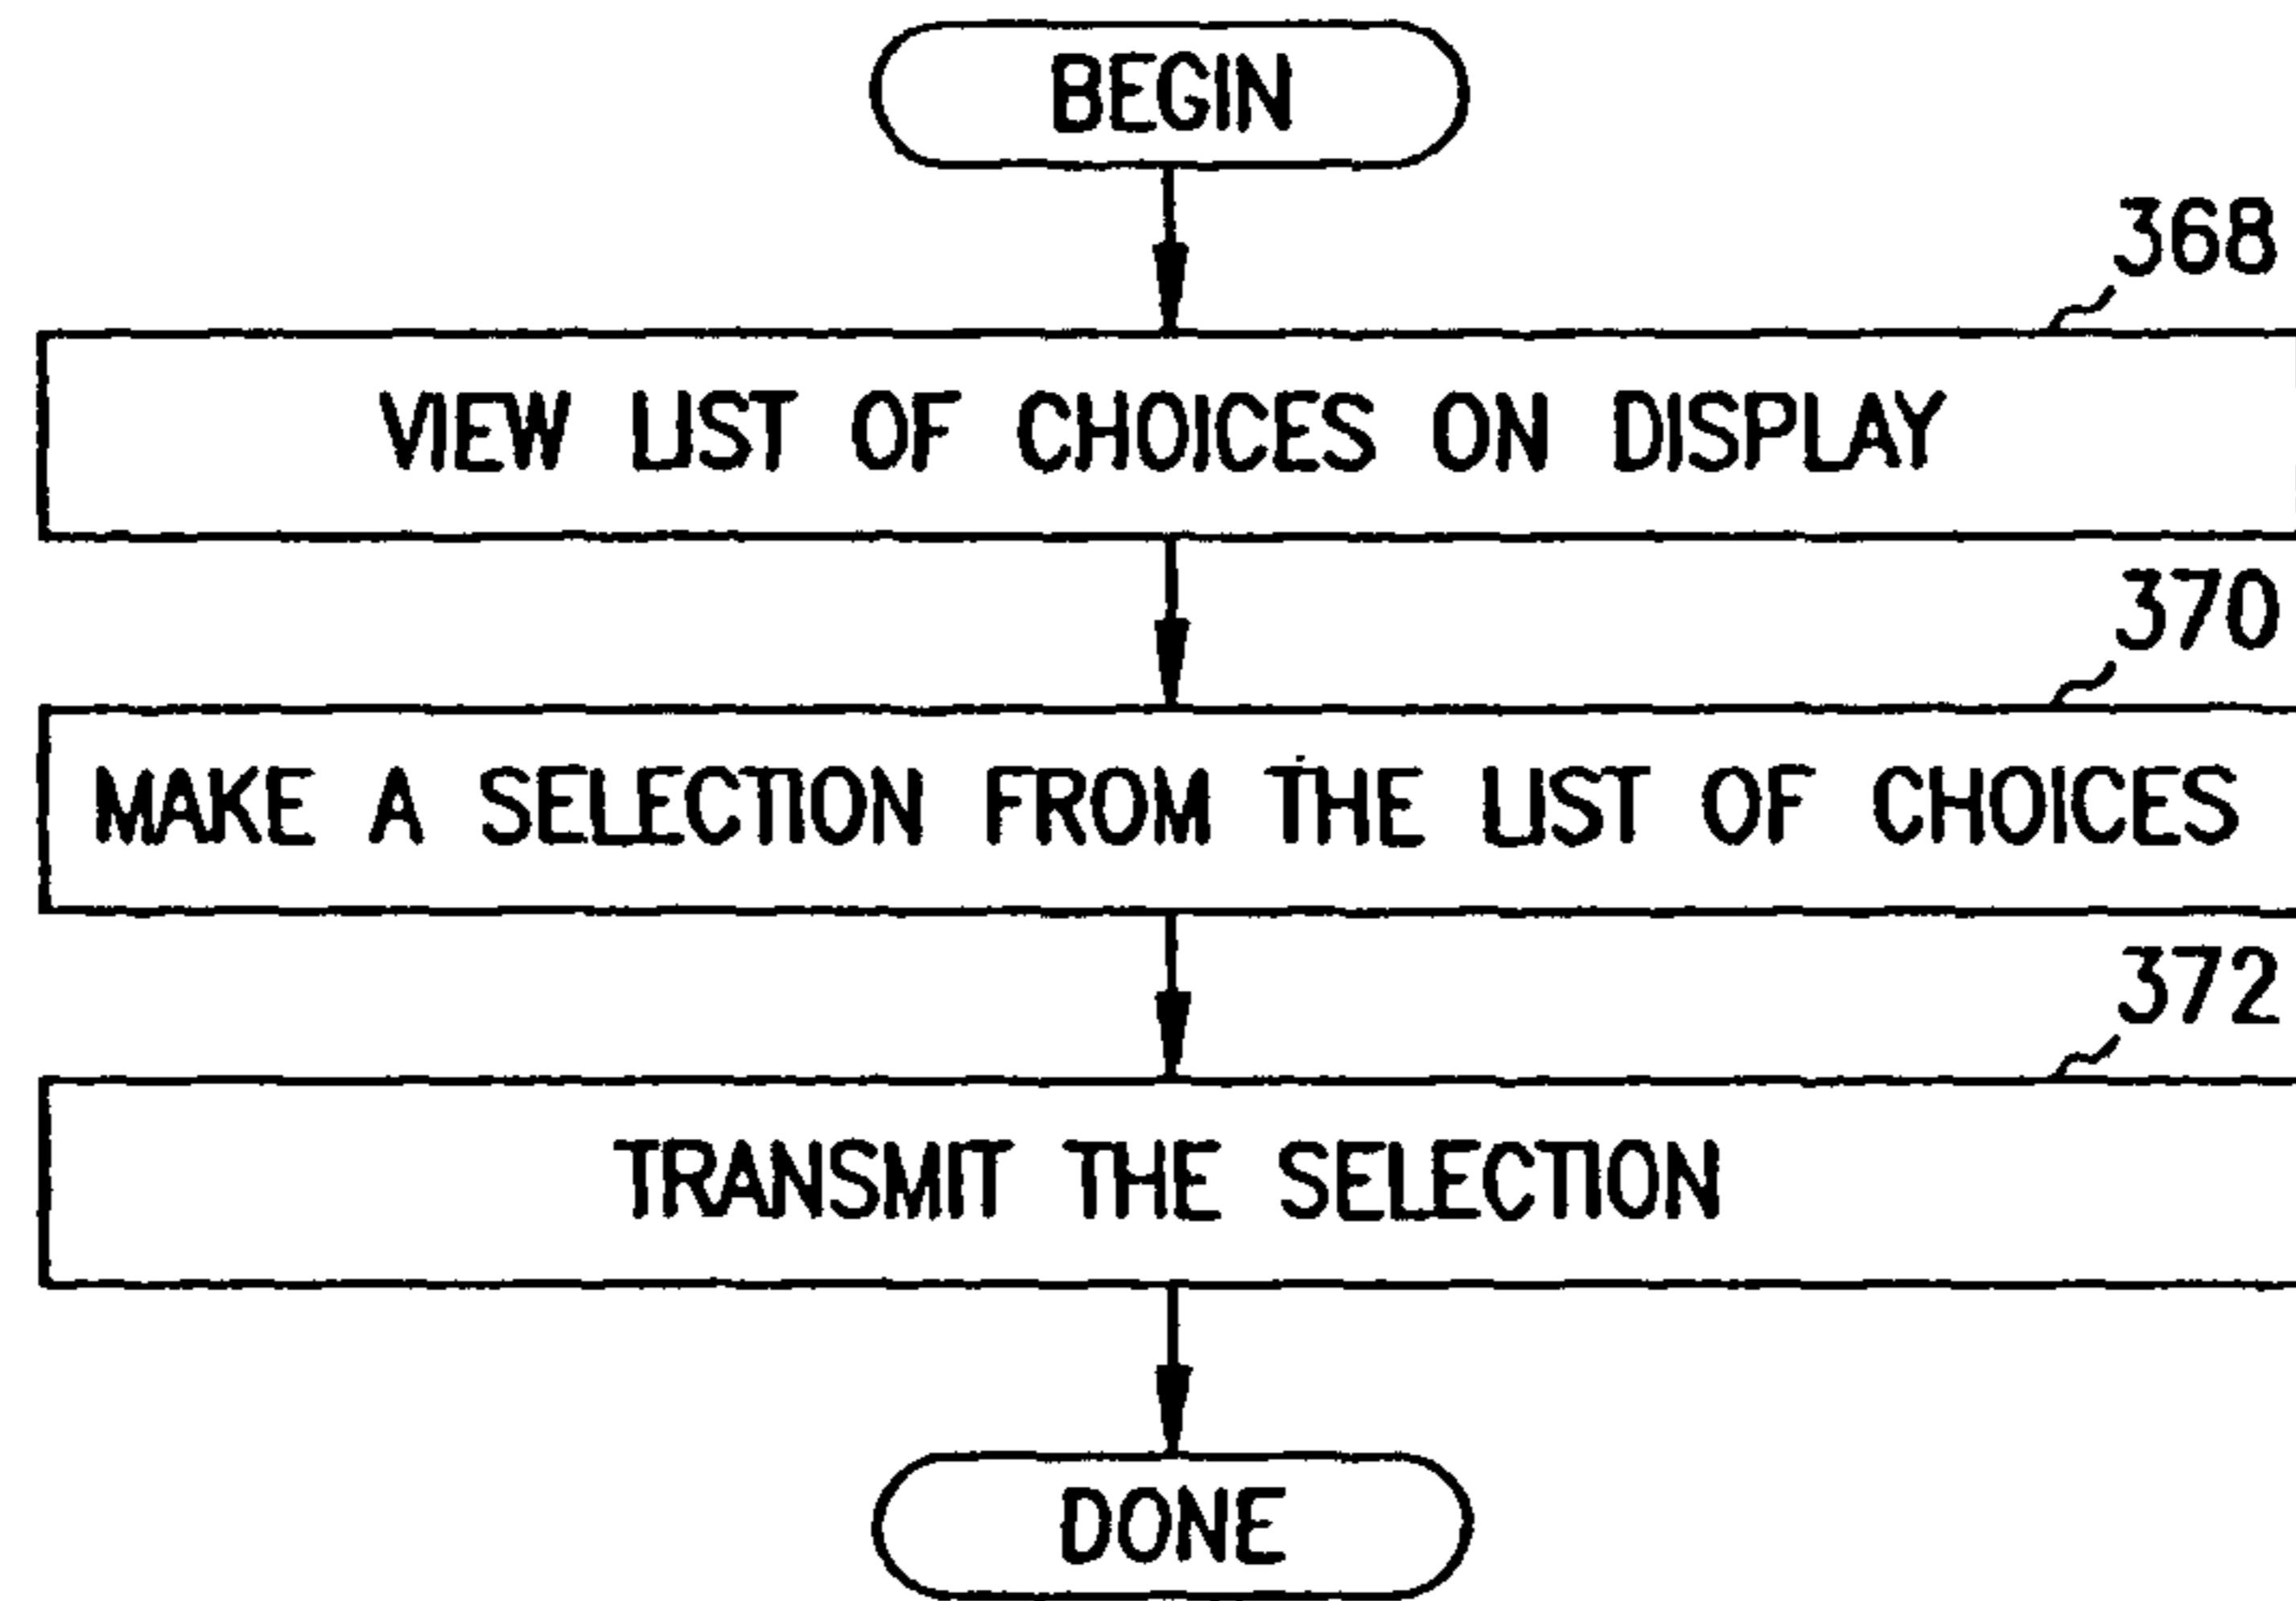 BEGIN
368
VIEW LIST OF CHOICES ON DISPLAY
370
MAKE A SELECTION FROM THE LIST OF CHOICES
372
TRANSMIT THE SELECTION
DONE